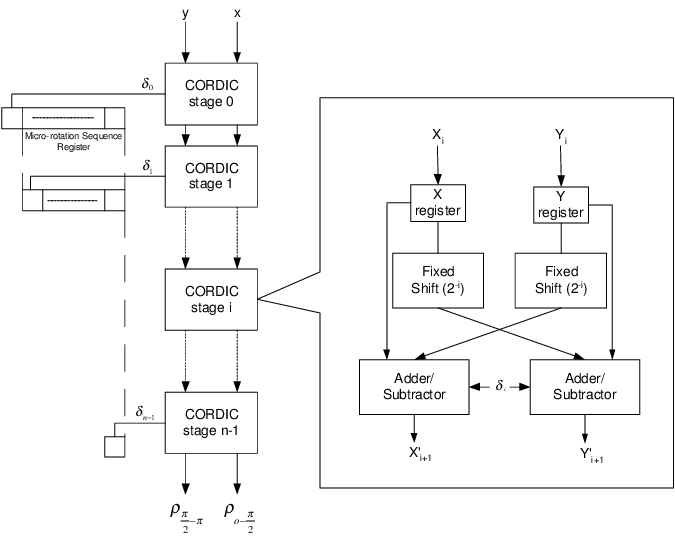 y x
δ₀
CORDIC
stage 0
Micro-rotation Sequence
Register
δ₁
CORDIC
stage 1
CORDIC
stage i
δₙ₋₁
CORDIC
stage n-1
ρ_{π/2−π} ρ_{o−π/2}
Xᵢ Yᵢ
X
register
Y
register
Fixed
Shift (2⁻ⁱ)
Fixed
Shift (2⁻ⁱ)
Adder/
Subtractor
δᵢ
Adder/
Subtractor
X'ᵢ₊₁ Y'ᵢ₊₁